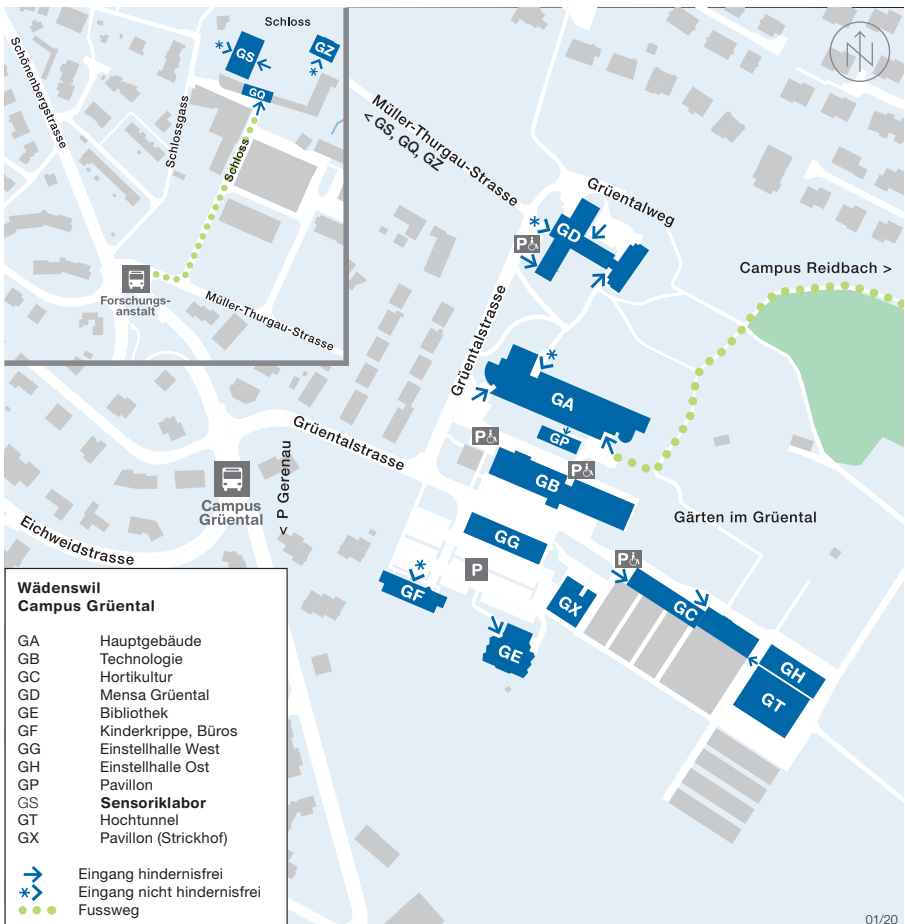 Schloss
GS
GZ
GQ
Schönenbergstrasse
Schlossgass
Schloss
Forschungs-
anstalt
Müller-Thurgau-Strasse
N
Müller-Thurgau-Strasse
< GS, GQ, GZ
Grüentalweg
GD
P
Campus Reidbach >
Grüentalstrasse
GA
GP
P
P
GB
Grüentalstrasse
Campus
Grüental
< P Gerenau
Eichweidstrasse
Gärten im Grüental
GG
P
P
GF
GX
GC
GE
GH
GT
Wädenswil
Campus Grüental
GA Hauptgebäude
GB Technologie
GC Hortikultur
GD Mensa Grüental
GE Bibliothek
GF Kinderkrippe, Büros
GG Einstellhalle West
GH Einstellhalle Ost
GP Pavillon
GS Sensoriklabor
GT Hochtunnel
GX Pavillon (Strickhof)
Eingang hindernisfrei
* Eingang nicht hindernisfrei
Fussweg
01/20